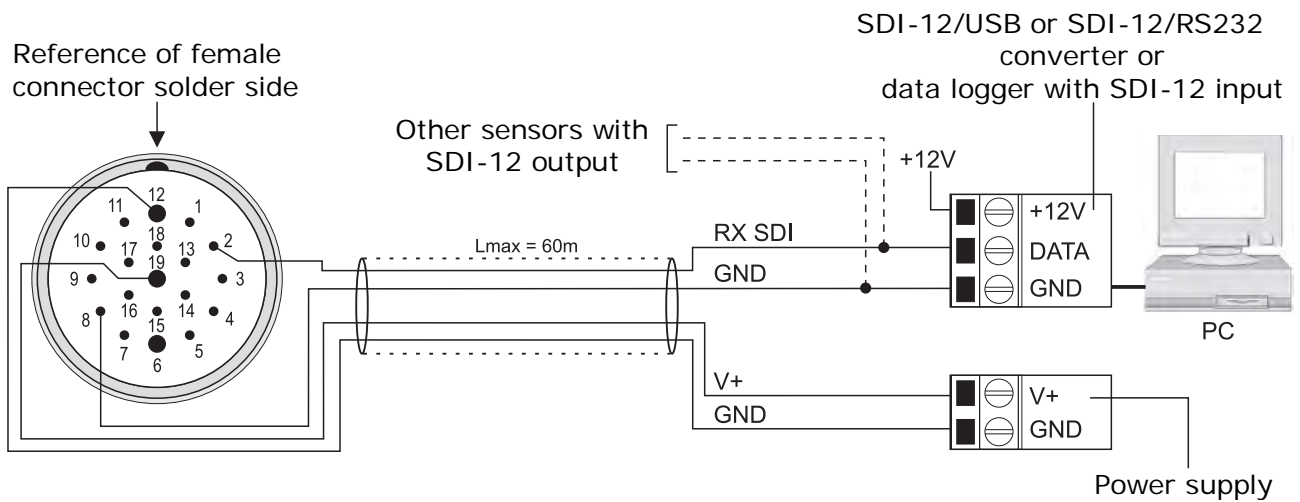 SDI-12/USB or SDI-12/RS232
converter or
data logger with SDI-12 input
Reference of female
connector solder side
Other sensors with
SDI-12 output
+12V
12
11
1
10
18
2
17
13
19
9
3
16
14
8
15
4
7
5
6
Lmax = 60m
RX SDI
GND
V+
GND
+12V
DATA
GND
PC
V+
GND
Power supply